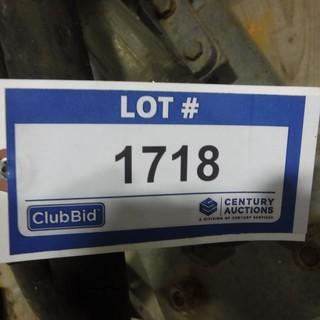 LOT #
1718
ClubBid
CENTURY
AUCTIONS
A DIVISION OF CENTURY SERVICES